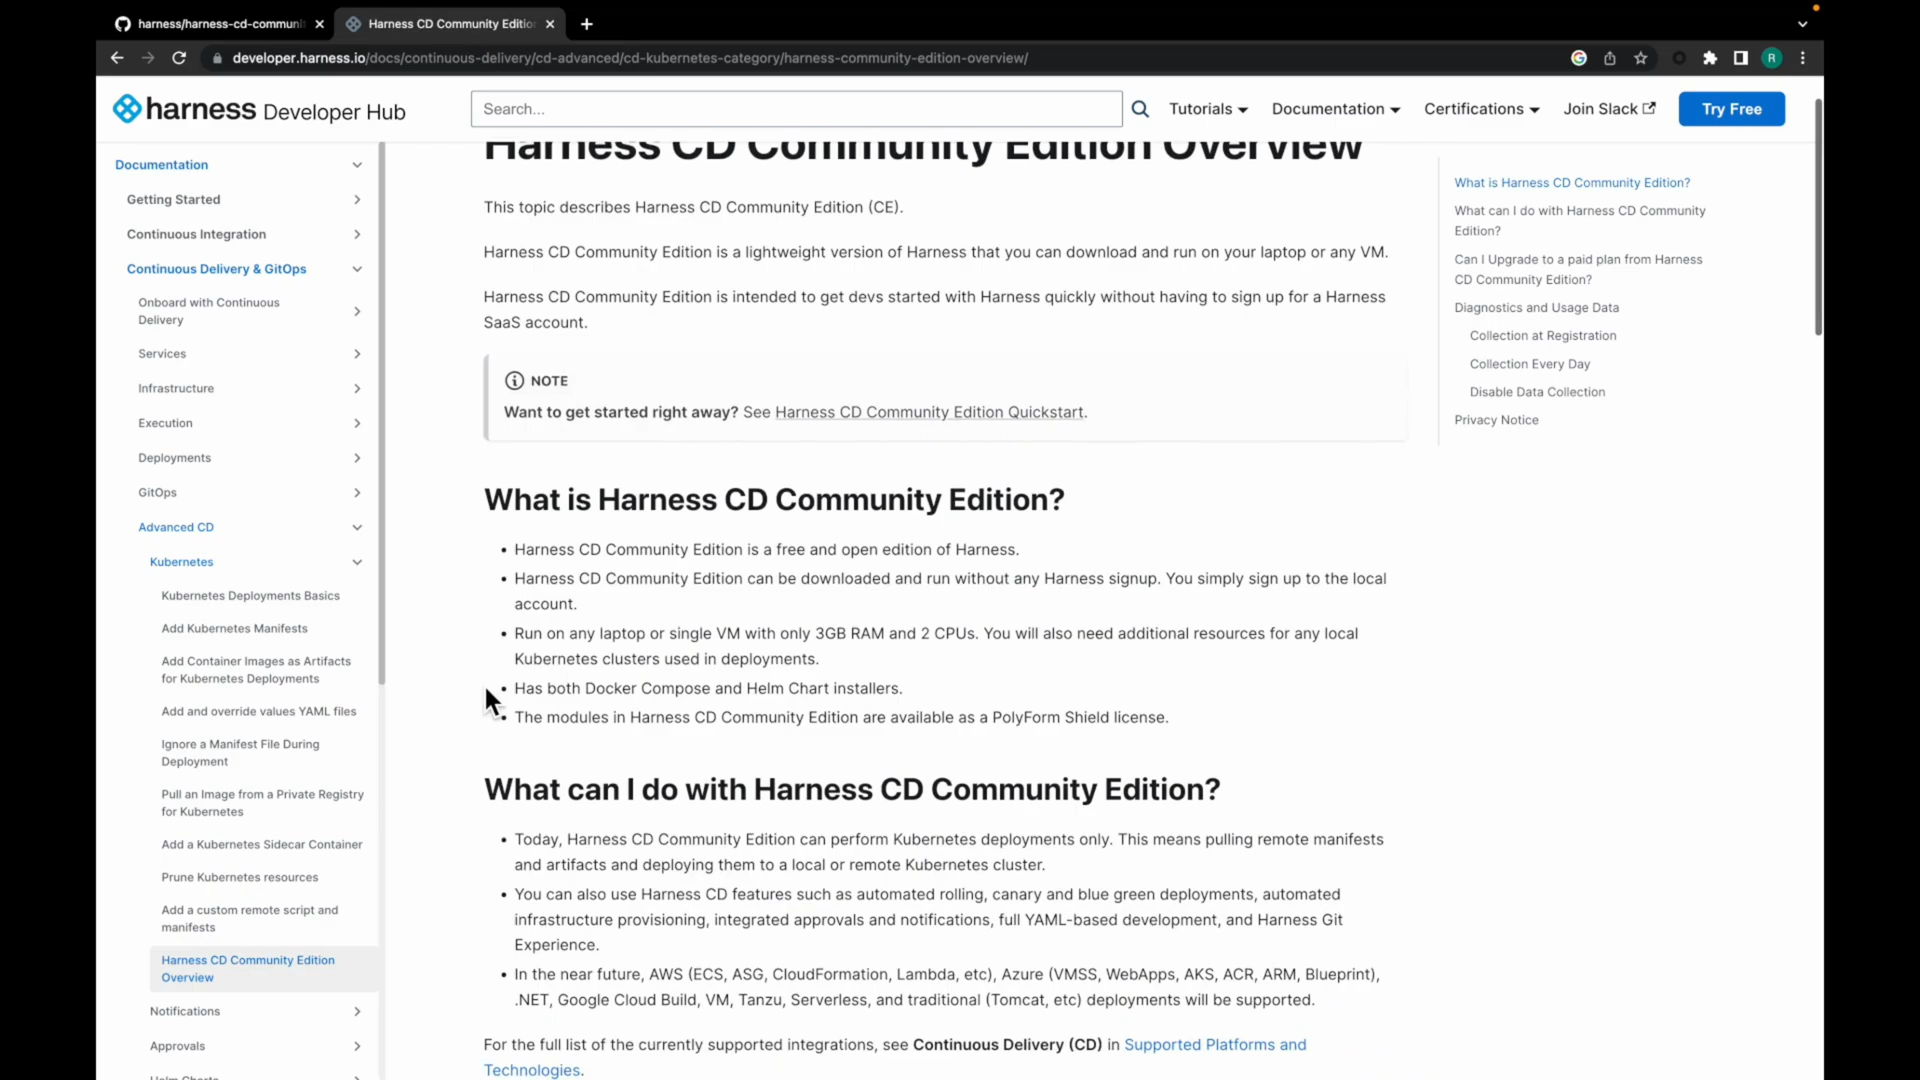 harness/harness-cd-communi
Harness CD Community Editio
developer.harness.io/docs/continuous-delivery/cd-advanced/cd-kubernetes-category/harness-community-edition-overview/
R
harness Developer Hub
Search...
Tutorials
Documentation
Certifications
Join Slack
Try Free
Documentation
Getting Started
Continuous Integration
Continuous Delivery & GitOps
Onboard with Continuous
Delivery
Services
Infrastructure
Execution
Deployments
GitOps
Advanced CD
Kubernetes
Kubernetes Deployments Basics
Add Kubernetes Manifests
Add Container Images as Artifacts
for Kubernetes Deployments
Add and override values YAML files
Ignore a Manifest File During
Deployment
Pull an Image from a Private Registry
for Kubernetes
Add a Kubernetes Sidecar Container
Prune Kubernetes resources
Add a custom remote script and
manifests
Harness CD Community Edition
Overview
Notifications
Approvals
Helm Charts
Harness CD Community Edition Overview
This topic describes Harness CD Community Edition (CE).
Harness CD Community Edition is a lightweight version of Harness that you can download and run on your laptop or any VM.
Harness CD Community Edition is intended to get devs started with Harness quickly without having to sign up for a Harness
SaaS account.
NOTE
Want to get started right away? See Harness CD Community Edition Quickstart.
What is Harness CD Community Edition?
• Harness CD Community Edition is a free and open edition of Harness.
• Harness CD Community Edition can be downloaded and run without any Harness signup. You simply sign up to the local
account.
• Run on any laptop or single VM with only 3GB RAM and 2 CPUs. You will also need additional resources for any local
Kubernetes clusters used in deployments.
• Has both Docker Compose and Helm Chart installers.
• The modules in Harness CD Community Edition are available as a PolyForm Shield license.
What can I do with Harness CD Community Edition?
• Today, Harness CD Community Edition can perform Kubernetes deployments only. This means pulling remote manifests
and artifacts and deploying them to a local or remote Kubernetes cluster.
• You can also use Harness CD features such as automated rolling, canary and blue green deployments, automated
infrastructure provisioning, integrated approvals and notifications, full YAML-based development, and Harness Git
Experience.
• In the near future, AWS (ECS, ASG, CloudFormation, Lambda, etc), Azure (VMSS, WebApps, AKS, ACR, ARM, Blueprint),
.NET, Google Cloud Build, VM, Tanzu, Serverless, and traditional (Tomcat, etc) deployments will be supported.
For the full list of the currently supported integrations, see Continuous Delivery (CD) in Supported Platforms and
Technologies.
What is Harness CD Community Edition?
What can I do with Harness CD Community
Edition?
Can I Upgrade to a paid plan from Harness
CD Community Edition?
Diagnostics and Usage Data
Collection at Registration
Collection Every Day
Disable Data Collection
Privacy Notice